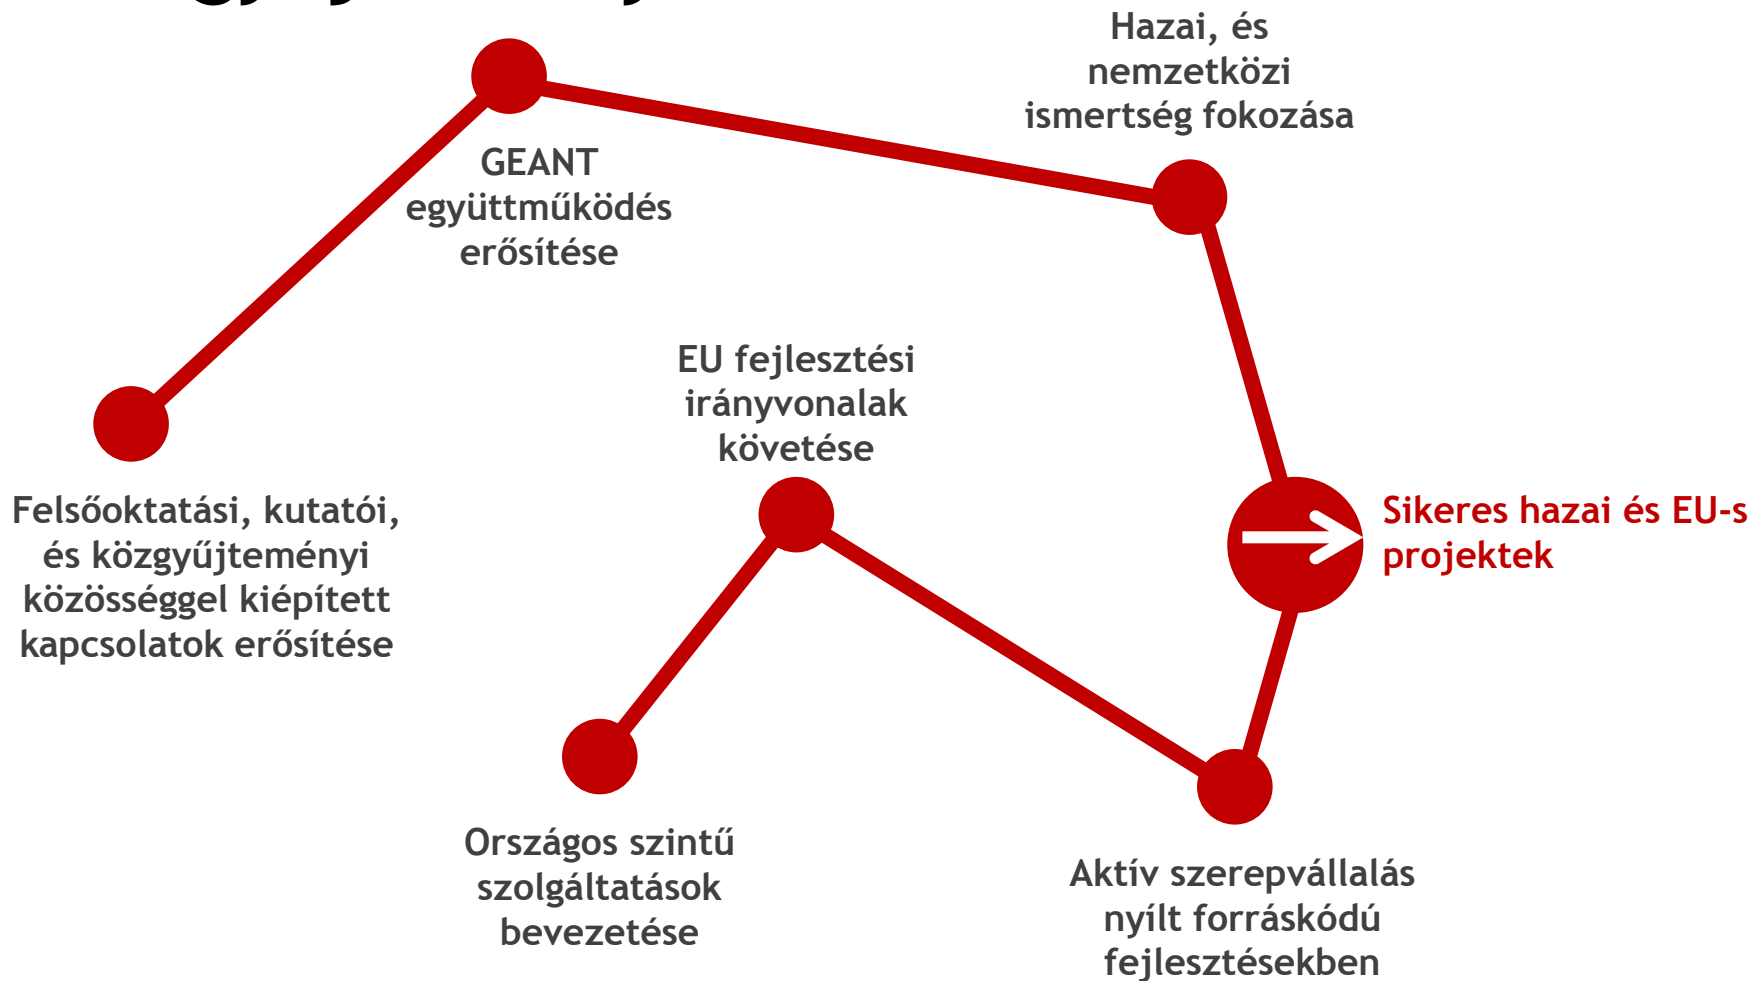 Hazai, és
nemzetközi
ismertség fokozása
GEANT
együttműködés
erősítése
EU fejlesztési
irányvonalak
követése
Felsőoktatási, kutatói,
és közgyűjteményi
közösséggel kiépített
kapcsolatok erősítése
Sikeres hazai és EU-s
projektek
Országos szintű
szolgáltatások
bevezetése
Aktív szerepvállalás
nyílt forráskódú
fejlesztésekben